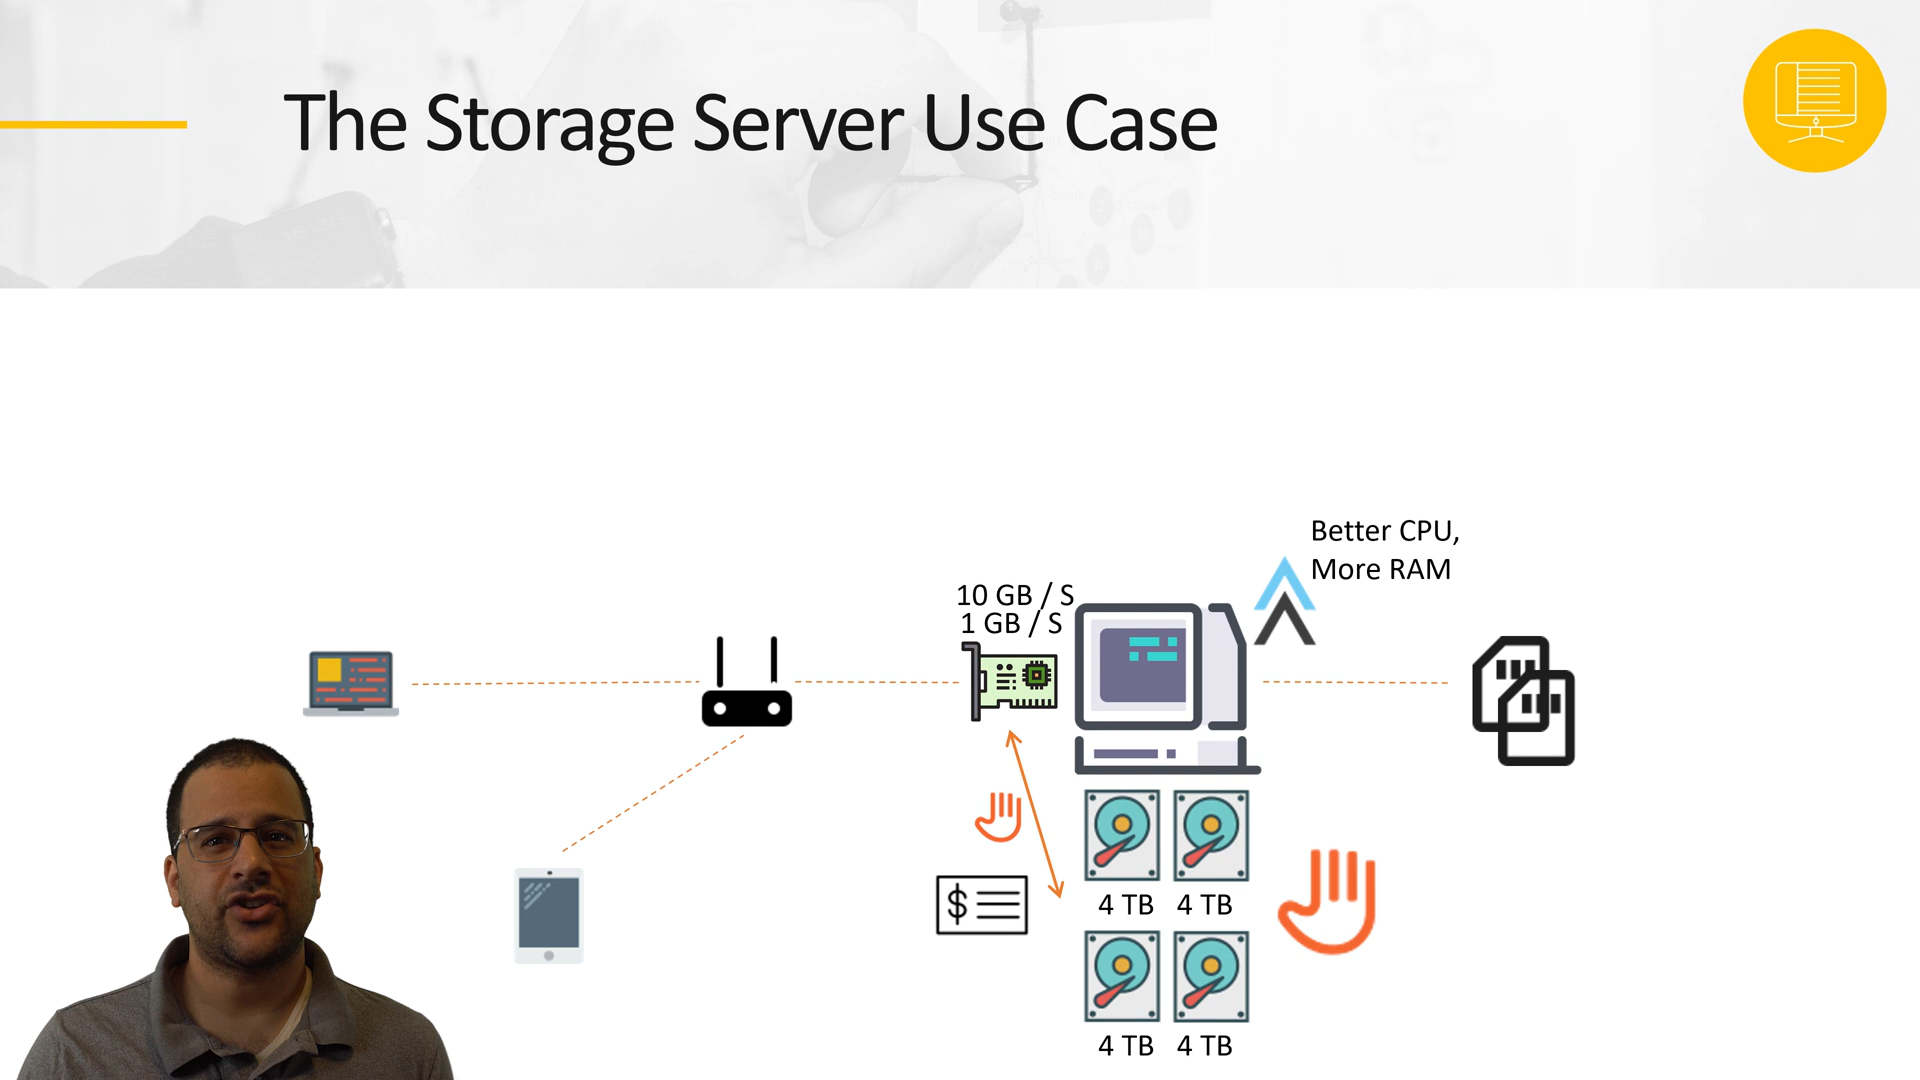 The Storage Server Use Case
Better CPU,
More RAM
10 GB / S
1 GB / S
$
4 TB 4 TB
4 TB 4 TB